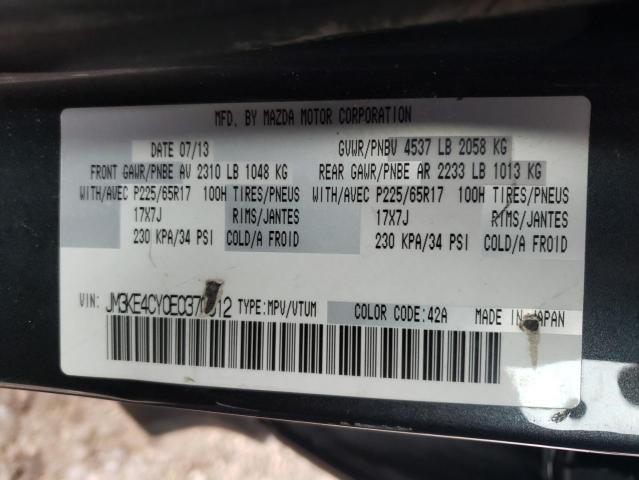 MFD. BY MAZDA MOTOR CORPORATION
DATE 07/13 GVWR/PNBV 4537 LB 2058 KG
FRONT GAWR/PNBE AV 2310 LB 1048 KG REAR GAWR/PNBE AR 2233 LB 1013 KG
WITH/AVEC P225/65R17 100H TIRES/PNEUS WITH/AVEC P225/65R17 100H TIRES/PNEUS
17X7J RIMS/JANTES 17X7J RIMS/JANTES
230 KPA/34 PSI COLD/A FROID 230 KPA/34 PSI COLD/A FROID
VIN: TYPE:MPV/VTUM COLOR CODE:42A MADE IN JAPAN